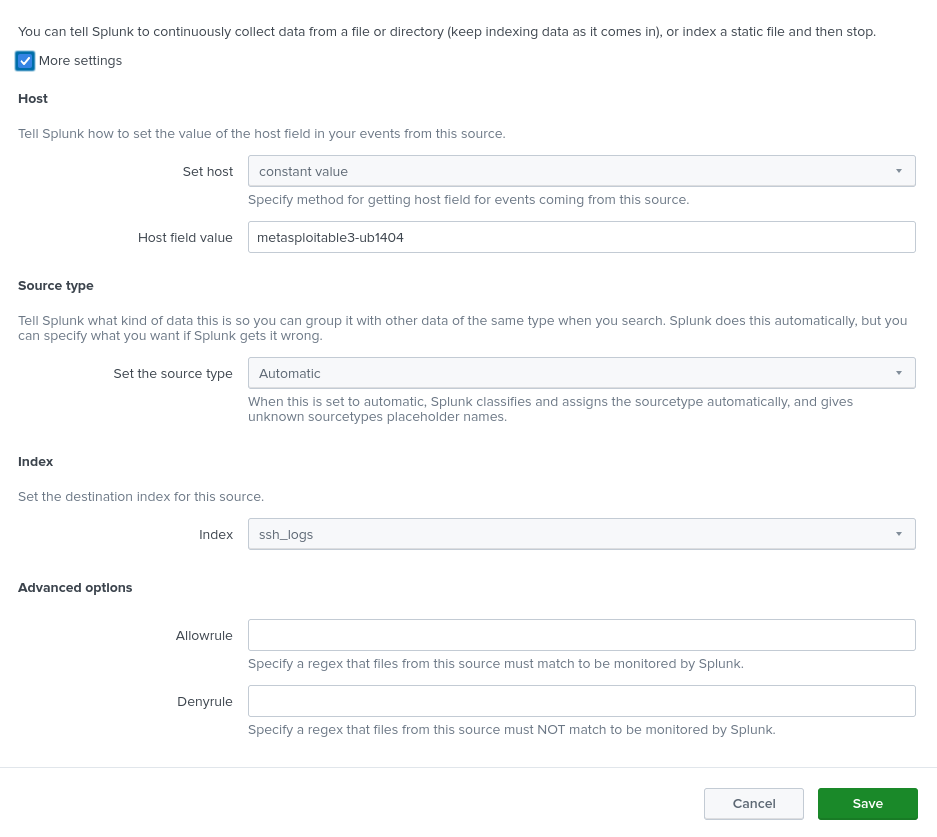 You can tell Splunk to continuously collect data from a file or directory (keep indexing data as it comes in), or index a static file and then stop.
More settings
Host
Tell Splunk how to set the value of the host field in your events from this source.
Set host
constant value
Specify method for getting host field for events coming from this source.
Host field value
metasploitable3-ub1404
Source type
Tell Splunk what kind of data this is so you can group it with other data of the same type when you search. Splunk does this automatically, but you
can specify what you want if Splunk gets it wrong.
Set the source type
Automatic
When this is set to automatic, Splunk classifies and assigns the sourcetype automatically, and gives
unknown sourcetypes placeholder names.
Index
Set the destination index for this source.
Index
ssh_logs
Advanced options
Allowrule
Specify a regex that files from this source must match to be monitored by Splunk.
Denyrule
Specify a regex that files from this source must NOT match to be monitored by Splunk.
Cancel
Save